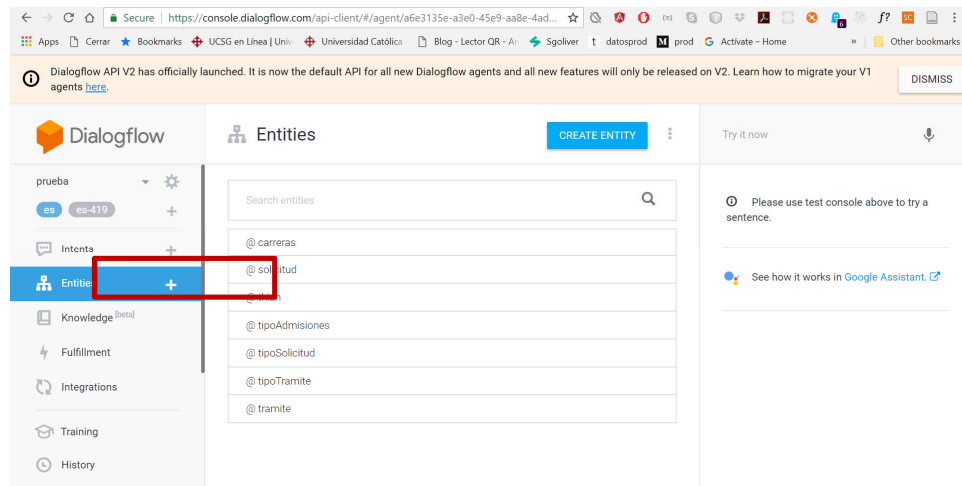 Secure | https://console.dialogflow.com/api-client/#/agent/a6e3135e-a3e0-45e9-aa8e-4ad...
6
f?
SC
Apps Cerrar Bookmarks UCSG en Línea | Univ Universidad Católica Blog - Lector QR - An Sgoliver t datosprod M prod G Activate – Home » Other bookmarks
Dialogflow API V2 has officially launched. It is now the default API for all new Dialogflow agents and all new features will only be released on V2. Learn how to migrate your V1
agents here.
DISMISS
Dialogflow
Entities
CREATE ENTITY
Try it now
prueba
es es-419 +
Search entities
Please use test console above to try a
sentence.
Intents +
Entities +
Knowledge [beta]
Fulfillment
Integrations
Training
History
@ carreras
@ solicitud
@ tipoAdmisiones
@ tipoSolicitud
@ tipoTramite
@ tramite
See how it works in Google Assistant.